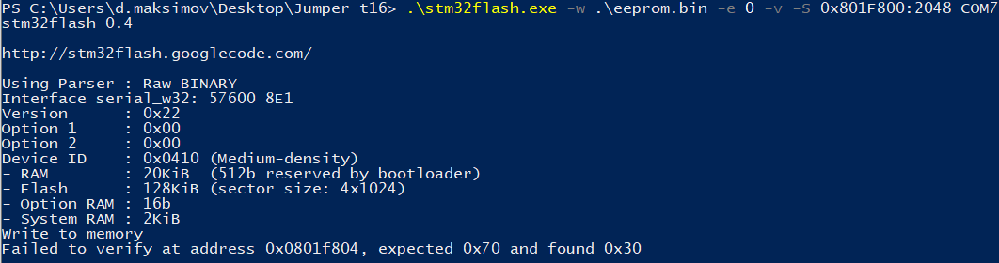 PS C:\Users\d.maksimov\Desktop\Jumper t16> .\stm32flash.exe -w .\eeprom.bin -e 0 -v -S 0x801F800:2048 COM7
stm32flash 0.4
http://stm32flash.googlecode.com/
Using Parser : Raw BINARY
Interface serial_w32: 57600 8E1
Version      : 0x22
Option 1     : 0x00
Option 2     : 0x00
Device ID    : 0x0410 (Medium-density)
- RAM        : 20KiB  (512b reserved by bootloader)
- Flash      : 128KiB (sector size: 4x1024)
- Option RAM : 16b
- System RAM : 2KiB
Write to memory
Failed to verify at address 0x0801f804, expected 0x70 and found 0x30